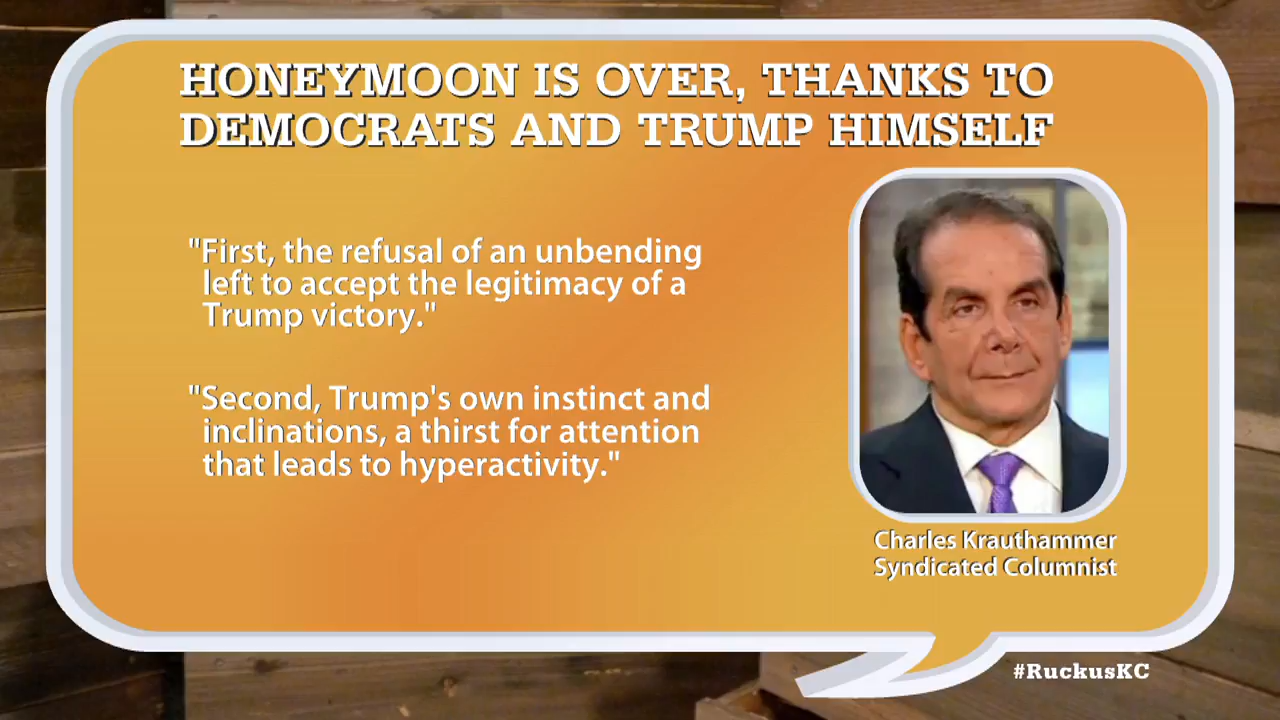 HONEYMOON IS OVER, THANKS TO
DEMOCRATS AND TRUMP HIMSELF
"First, the refusal of an unbending
left to accept the legitimacy of a
Trump victory."
"Second, Trump's own instinct and
inclinations, a thirst for attention
that leads to hyperactivity."
Charles Krauthammer
Syndicated Columnist
#RuckusKC